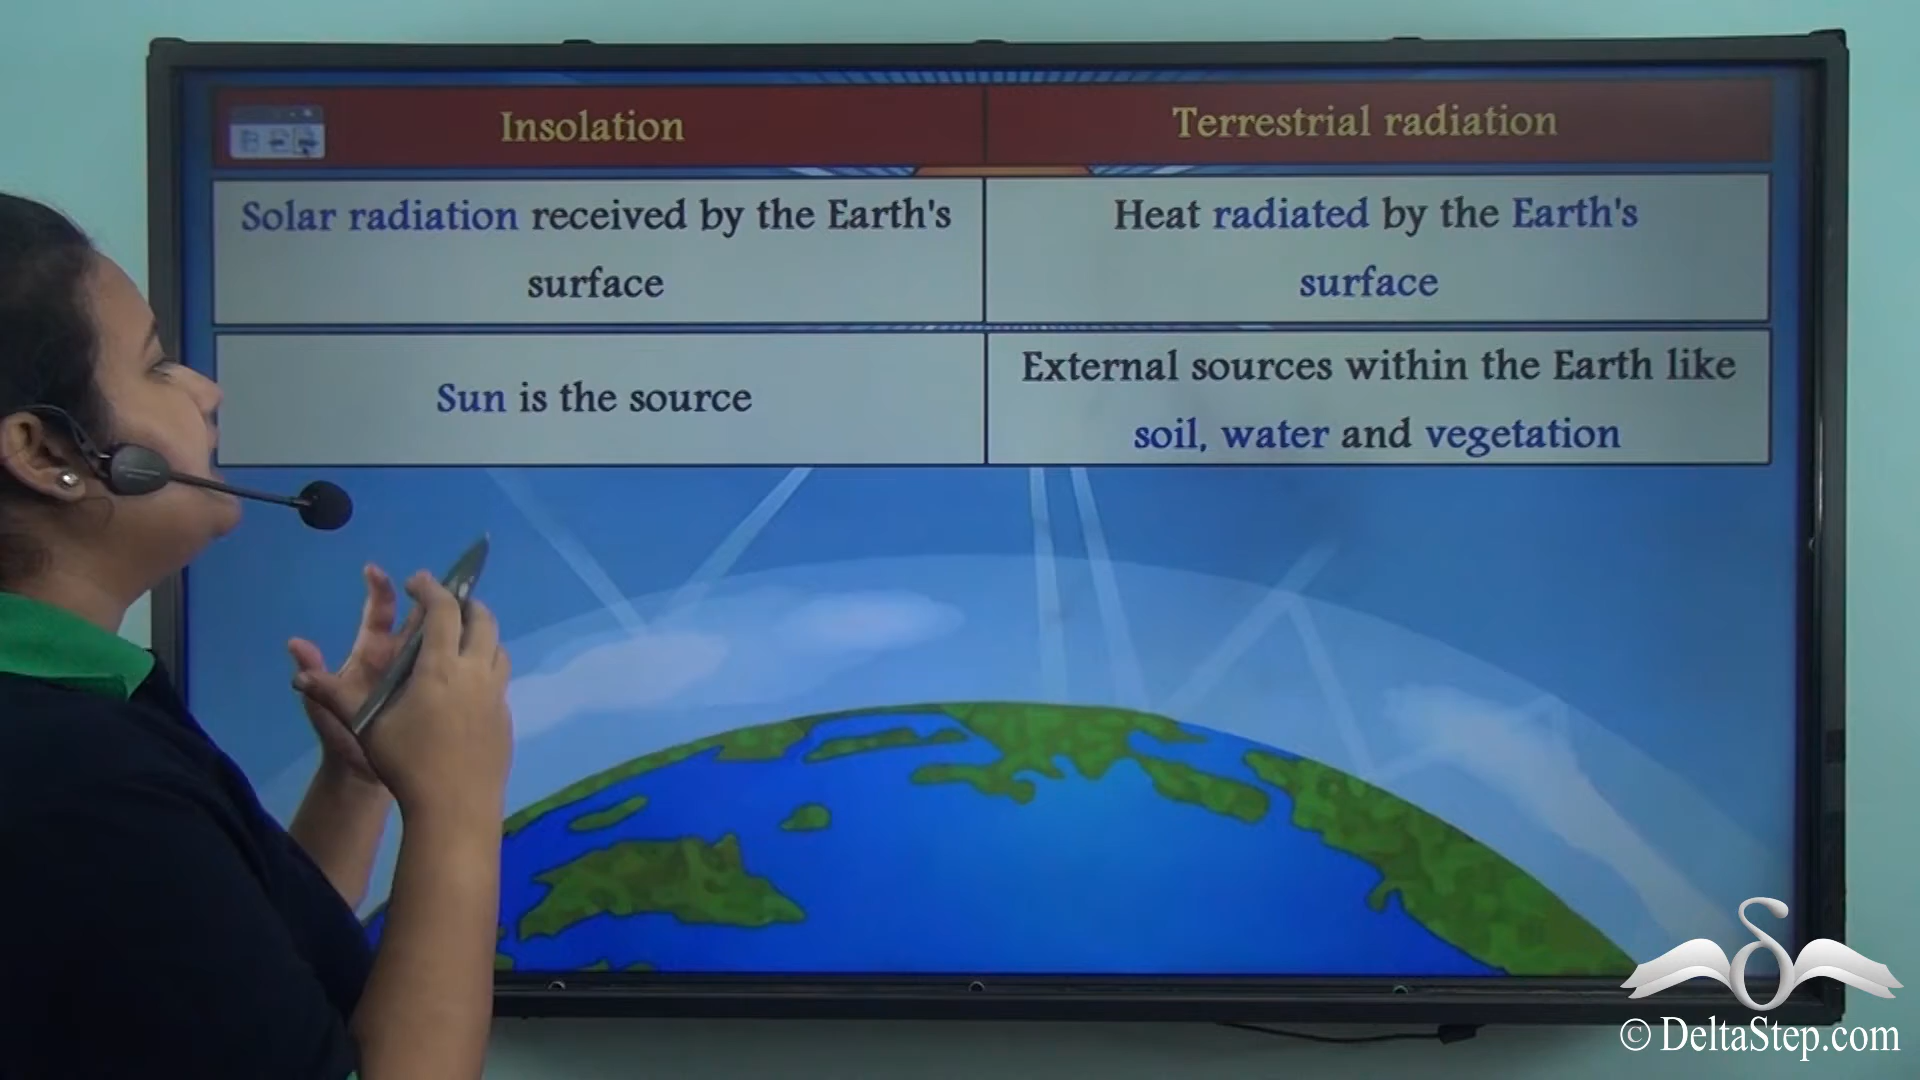 Insolation
Terrestrial radiation
Solar radiation received by the Earth's
surface
Heat radiated by the Earth's
surface
Sun is the source
External sources within the Earth like
soil, water and vegetation
© DeltaStep.com